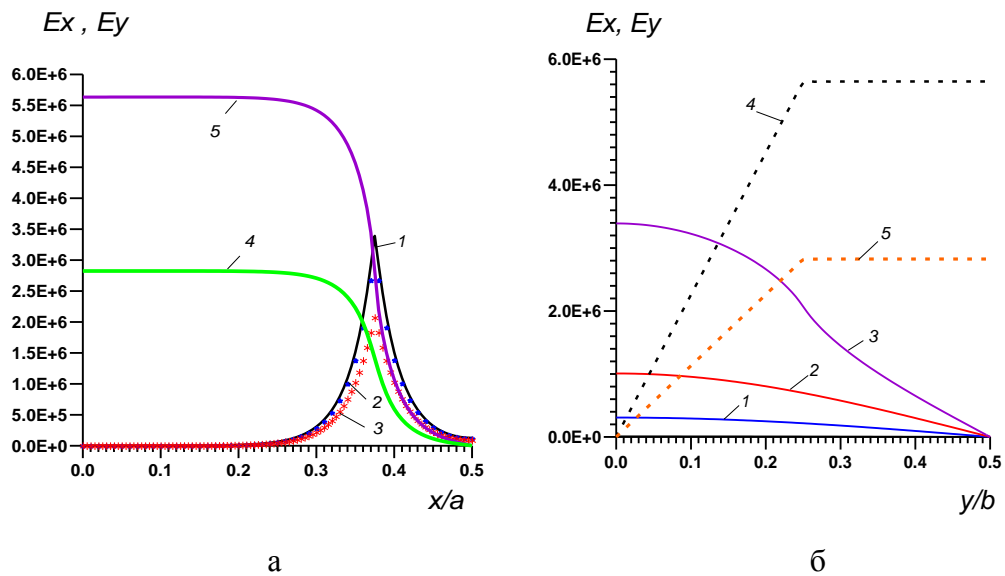 Ex , Ey
6.0E+6
5.5E+6
5.0E+6
4.5E+6
4.0E+6
3.5E+6
3.0E+6
2.5E+6
2.0E+6
1.5E+6
1.0E+6
5.0E+5
0.0E+0
0.0 0.1 0.2 0.3 0.4 0.5
x/a
5
4
1
2
3
а
Ex, Ey
6.0E+6
4.0E+6
2.0E+6
0.0E+6
0.0 0.1 0.2 0.3 0.4 0.5
y/b
4
5
3
2
1
б